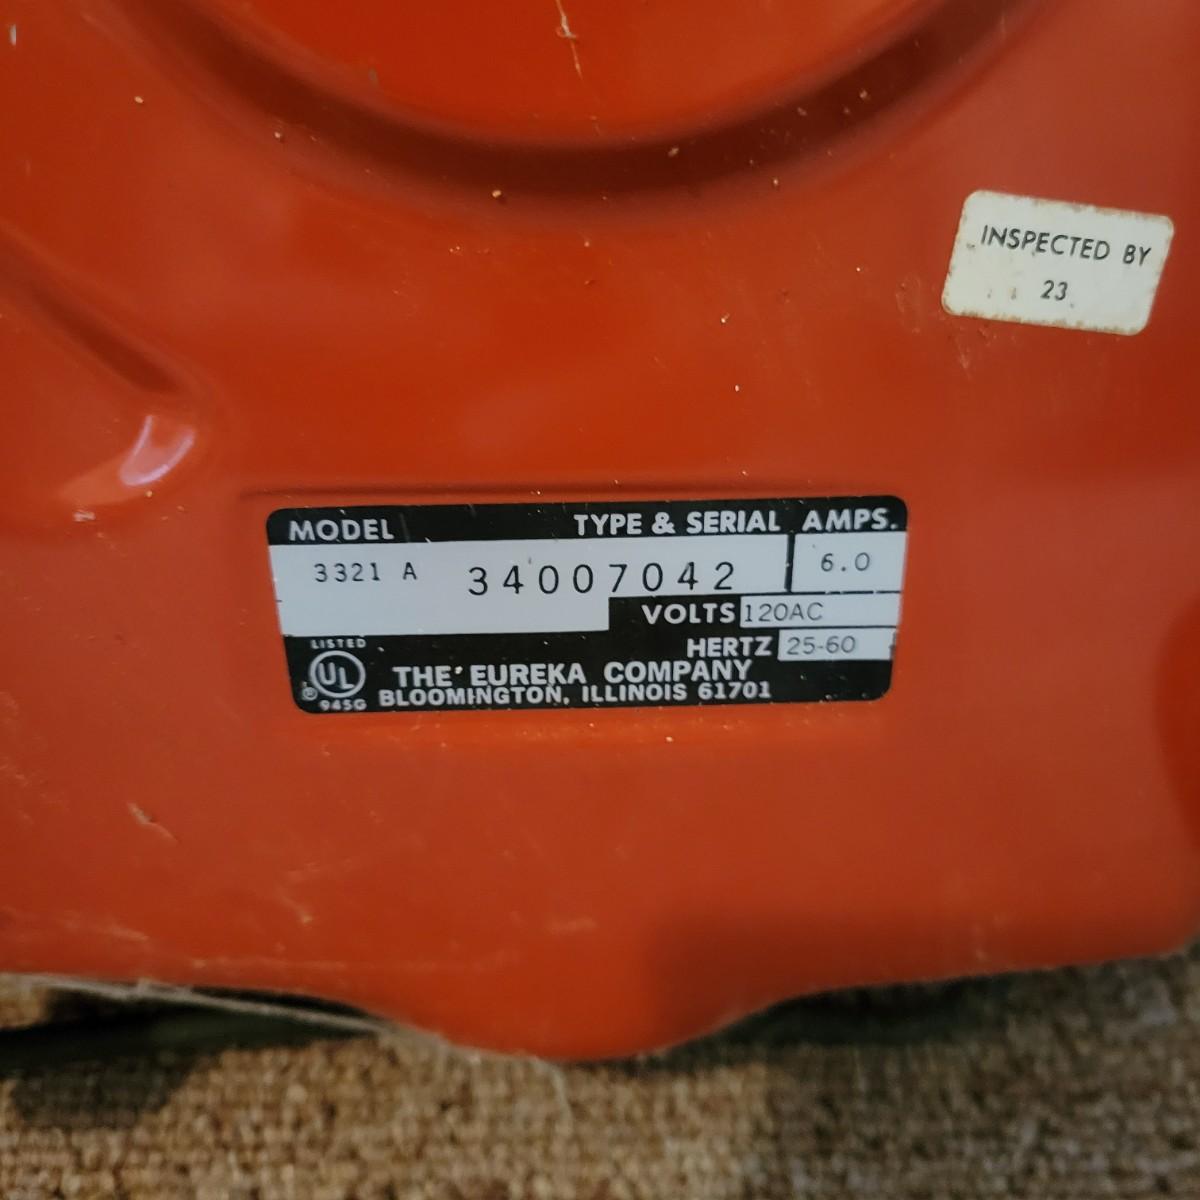 INSPECTED BY
23
MODEL TYPE & SERIAL AMPS.
3321 A 34007042 6.0
VOLTS 120AC
HERTZ 25-60
LISTED
UL
®
945G
THE EUREKA COMPANY
BLOOMINGTON, ILLINOIS 61701